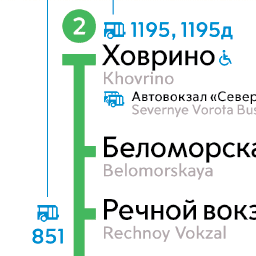 2
1195, 1195д
Ховрино
Khovrino
Автовокзал «Север
Severnye Vorota Bus
Беломорска
Belomorskaya
Речной вокз
Rechnoy Vokzal
851